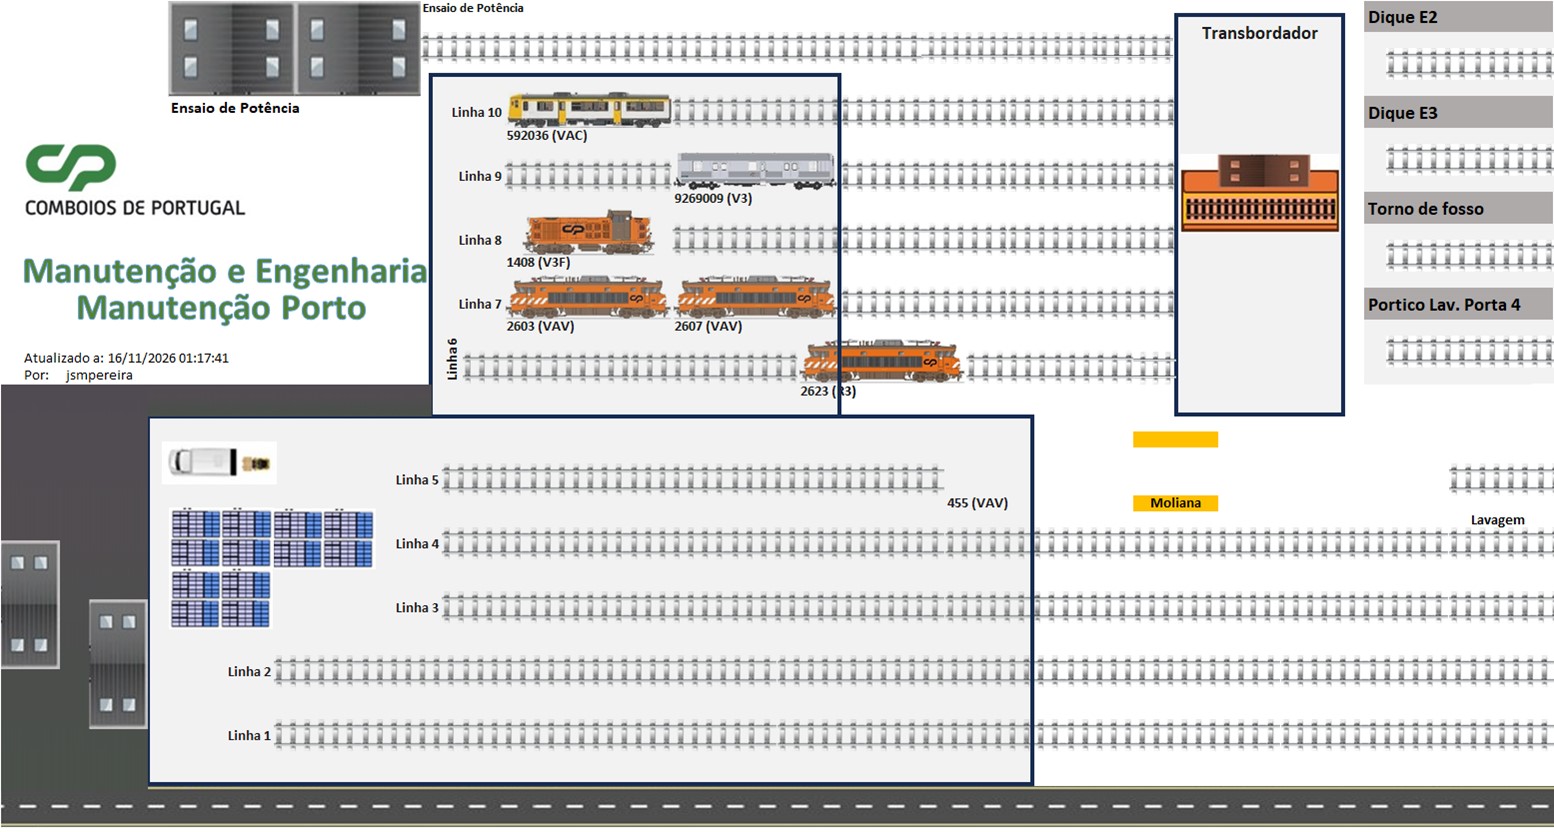 Ensaio de Potência
Ensaio de Potência
Transbordador
Dique E2
Dique E3
Torno de fosso
Portico Lav. Porta 4
CP
COMBOIOS DE PORTUGAL
Manutenção e Engenharia
Manutenção Porto
Atualizado a: 16/11/2026 01:17:41
Por: jsmpereira
Linha 10
592036 (VAC)
Linha 9
9269009 (V3)
Linha 8
1408 (V3F)
Linha 7
2603 (VAV)
2607 (VAV)
Linha 6
2623 (R3)
Linha 5
455 (VAV)
Moliana
Lavagem
Linha 4
Linha 3
Linha 2
Linha 1